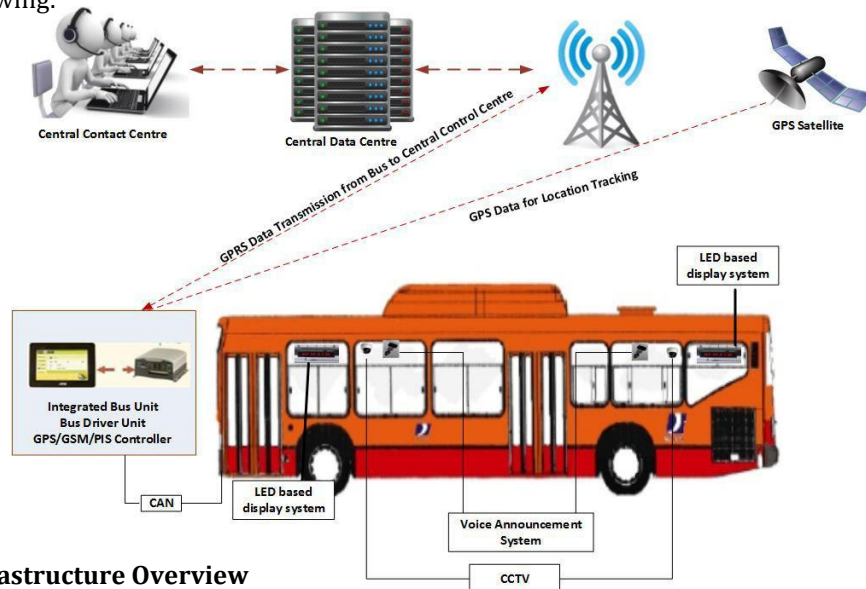 wing:
Central Contact Centre
Central Data Centre
GPS Satellite
GPRS Data Transmission from Bus to Central Control Centre
GPS Data for Location Tracking
LED based
display system
Integrated Bus Unit
Bus Driver Unit
GPS/GSM/PIS Controller
CAN
LED based
display system
Voice Announcement
System
CCTV
astructure Overview